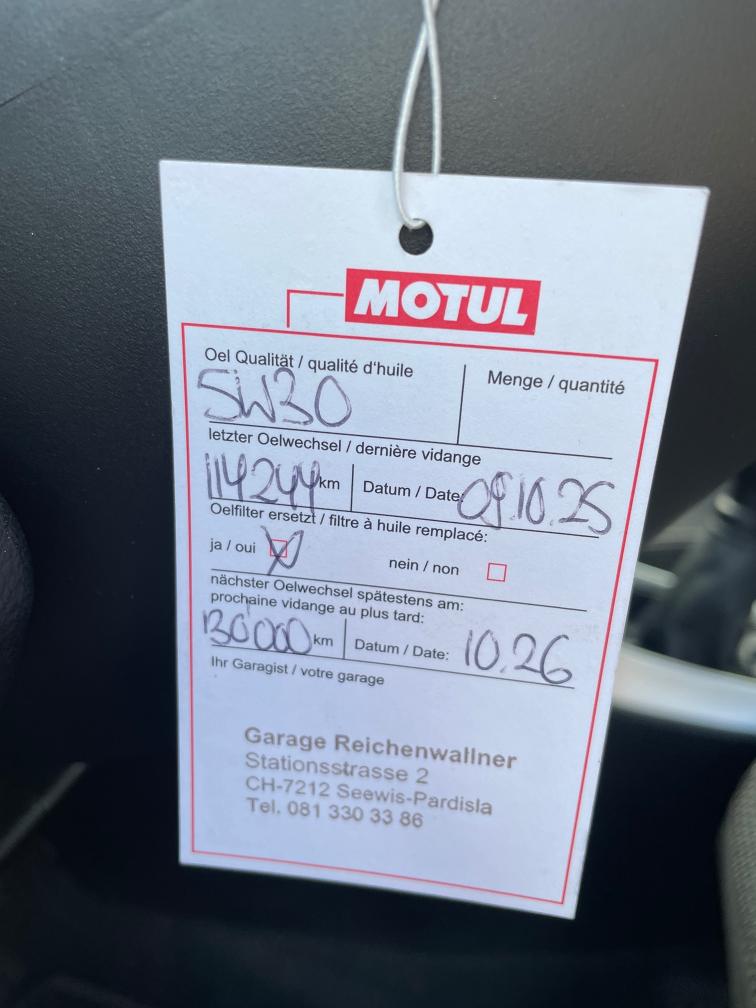 MOTUL
Oel Qualität / qualité d'huile
Menge / quantité
5W30
letzter Oelwechsel / dernière vidange
114244 km
Datum / Date: 09.10.25
Oelfilter ersetzt / filtre à huile remplacé:
ja / oui X nein / non
nächster Oelwechsel spätestens am:
prochaine vidange au plus tard:
130'000 km
Datum / Date: 10.26
Ihr Garagist / votre garage
Garage Reichenwallner
Stationsstrasse 2
CH-7212 Seewis-Pardisla
Tel. 081 330 33 86